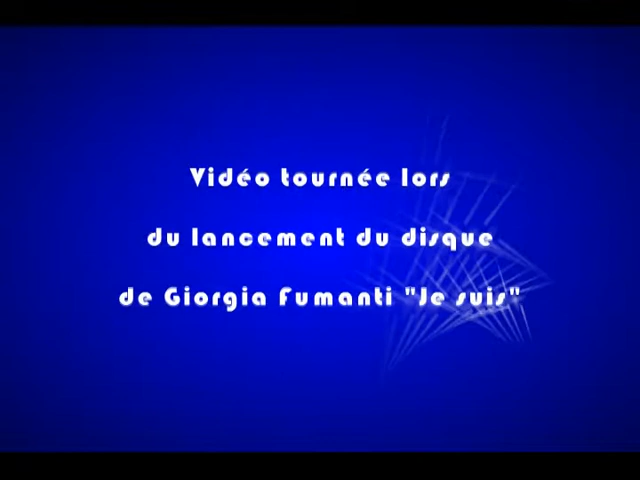 Vidéo tournée lors
du lancement du disque
de Giorgia Fumanti "Je suis"